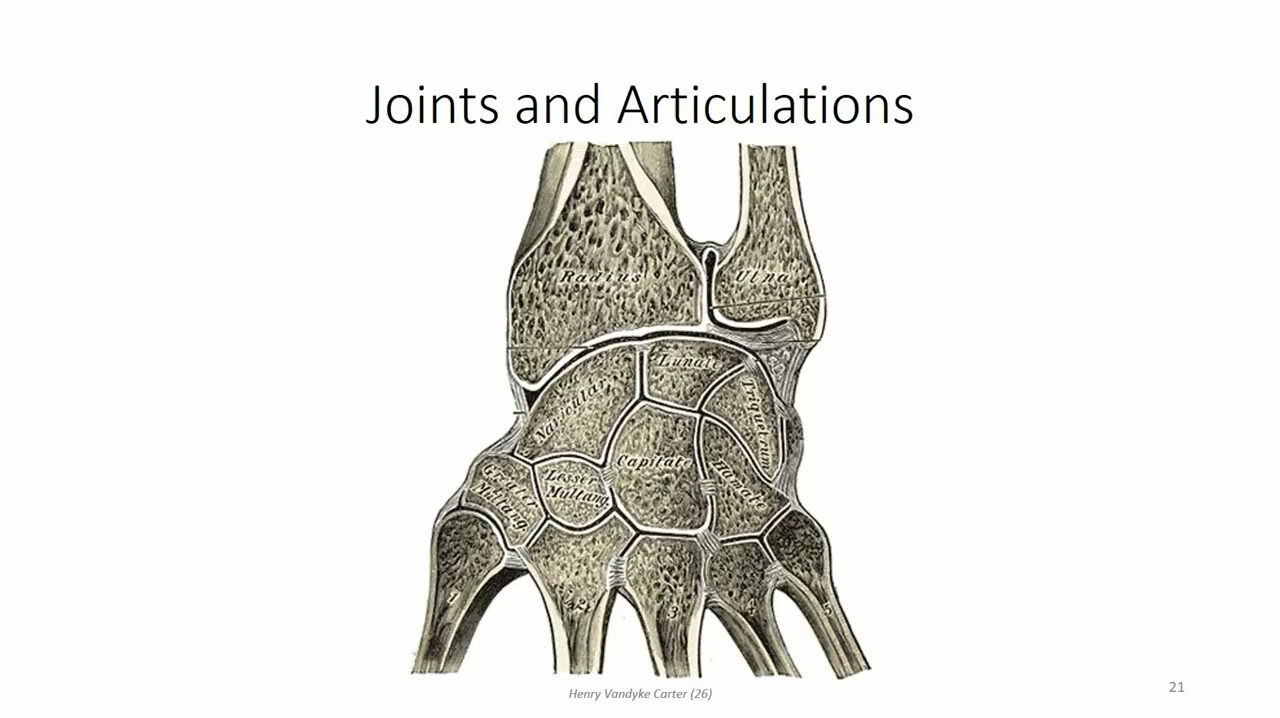 Joints and Articulations
Radius
Ulna
Lunate
Navicular
Triquetrum
Capitate
Hamate
Greater
Multang.
Lesser
Multang.
1
2
3
4
5
Henry Vandyke Carter (26)
21